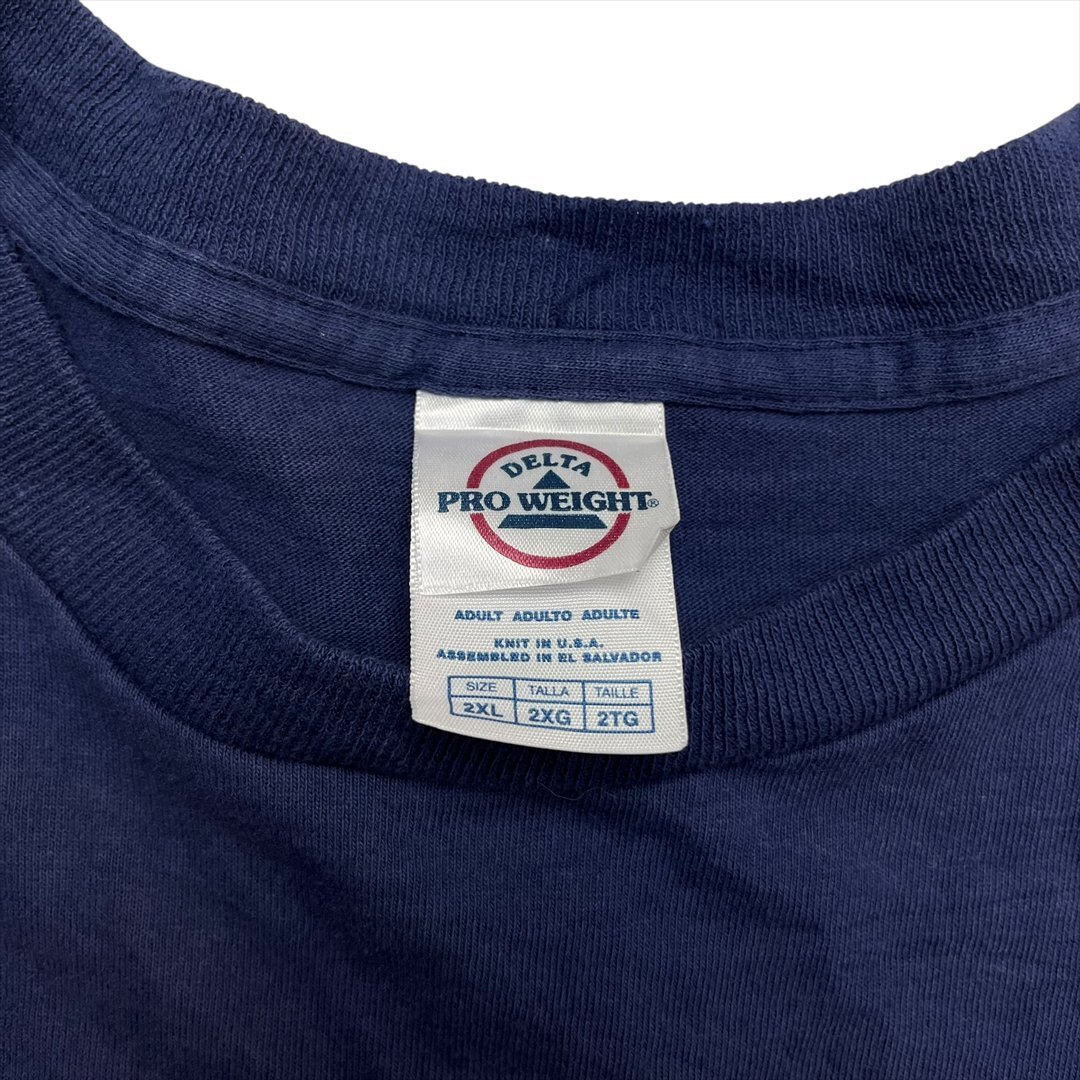 DELTA
PRO WEIGHT®
ADULT ADULTO ADULTE
KNIT IN U.S.A.
ASSEMBLED IN EL SALVADOR
SIZE TALLA TAILLE
2XL 2XG 2TG